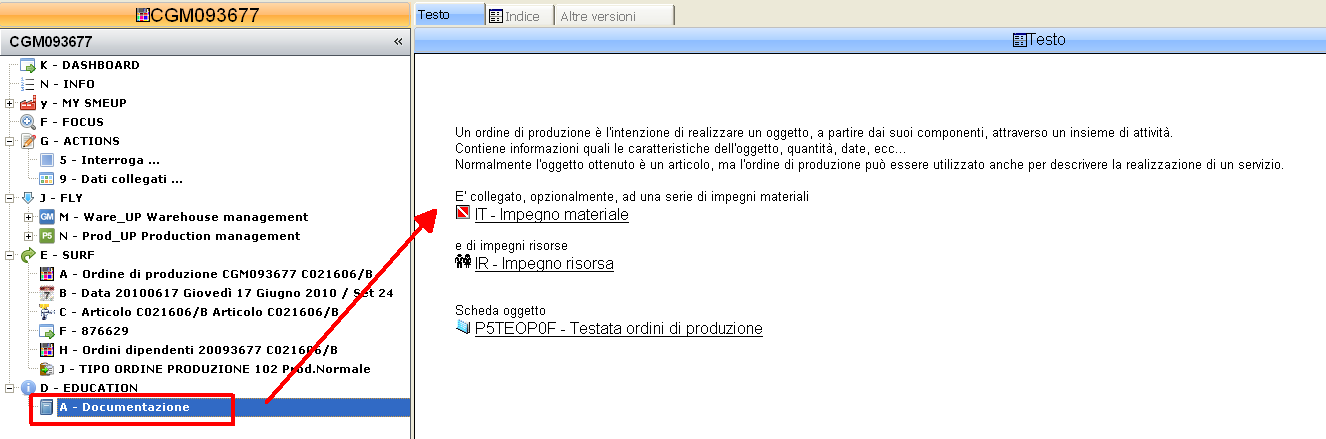 CGM093677
CGM093677 «
K - DASHBOARD
N - INFO
y - MY SMEUP
F - FOCUS
G - ACTIONS
5 - Interroga ...
9 - Dati collegati ...
J - FLY
GM M - Ware_UP Warehouse management
P5 N - Prod_UP Production management
E - SURF
A - Ordine di produzione CGM093677 C021606/B
B - Data 20100617 Giovedì 17 Giugno 2010 / Set 24
C - Articolo C021606/B Articolo C021606/B
F - 876629
H - Ordini dipendenti 20093677 C021606/B
J - TIPO ORDINE PRODUZIONE 102 Prod.Normale
D - EDUCATION
A - Documentazione
Testo Indice Altre versioni
Testo
Un ordine di produzione è l'intenzione di realizzare un oggetto, a partire dai suoi componenti, attraverso un insieme di attività.
Contiene informazioni quali le caratteristiche dell'oggetto, quantità, date, ecc...
Normalmente l'oggetto ottenuto è un articolo, ma l'ordine di produzione può essere utilizzato anche per descrivere la realizzazione di un servizio.
E' collegato, opzionalmente, ad una serie di impegni materiali
IT - Impegno materiale
e di impegni risorse
IR - Impegno risorsa
Scheda oggetto
P5TEOP0F - Testata ordini di produzione